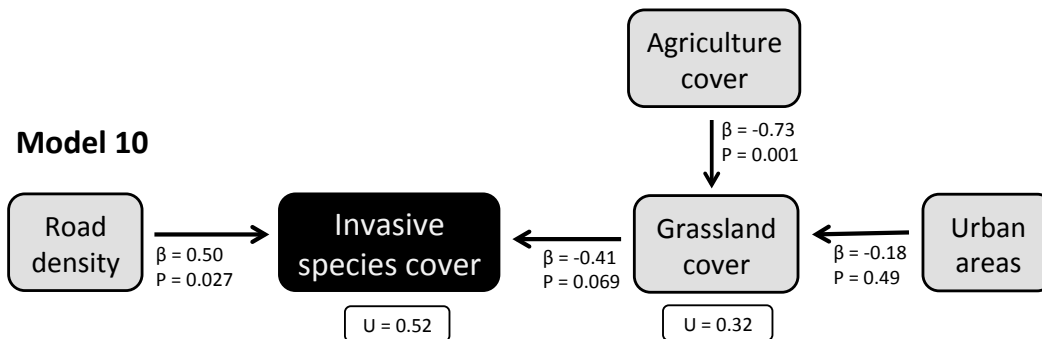 Agriculture
cover
β = -0.73
P = 0.001
Model 10
Road
density
β = 0.50
P = 0.027
Invasive
species cover
U = 0.52
β = -0.41
P = 0.069
Grassland
cover
U = 0.32
β = -0.18
P = 0.49
Urban
areas